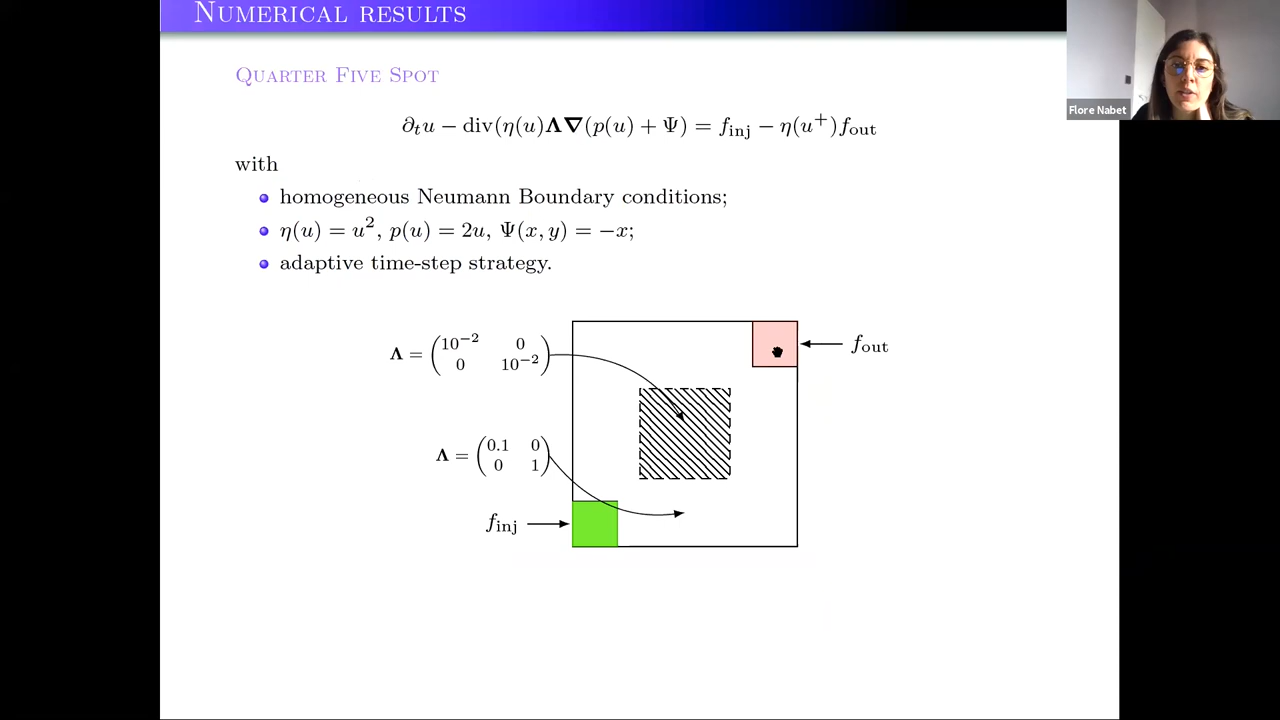 NUMERICAL RESULTS
Flore Nabet
QUARTER FIVE SPOT
∂ₜu − div(η(u)Λ∇(p(u) + Ψ) = f_inj − η(u⁺)f_out
with
homogeneous Neumann Boundary conditions;
η(u) = u², p(u) = 2u, Ψ(x, y) = −x;
adaptive time-step strategy.
Λ = (10⁻² 0
0 10⁻²)
f_out
Λ = (0.1 0
0 1)
f_inj